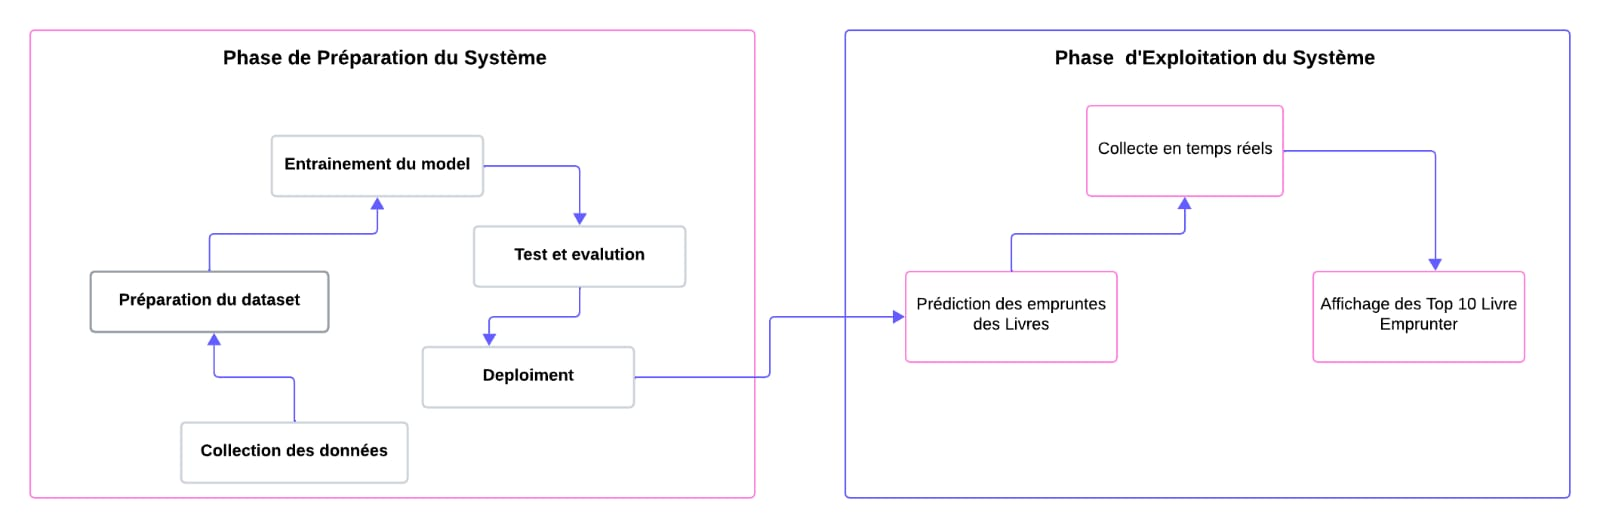 Phase de Préparation du Système
Entrainement du model
Test et evalution
Préparation du dataset
Deploiment
Collection des données
Phase  d'Exploitation du Système
Collecte en temps réels
Prédiction des empruntes
des Livres
Affichage des Top 10 Livre
Emprunter